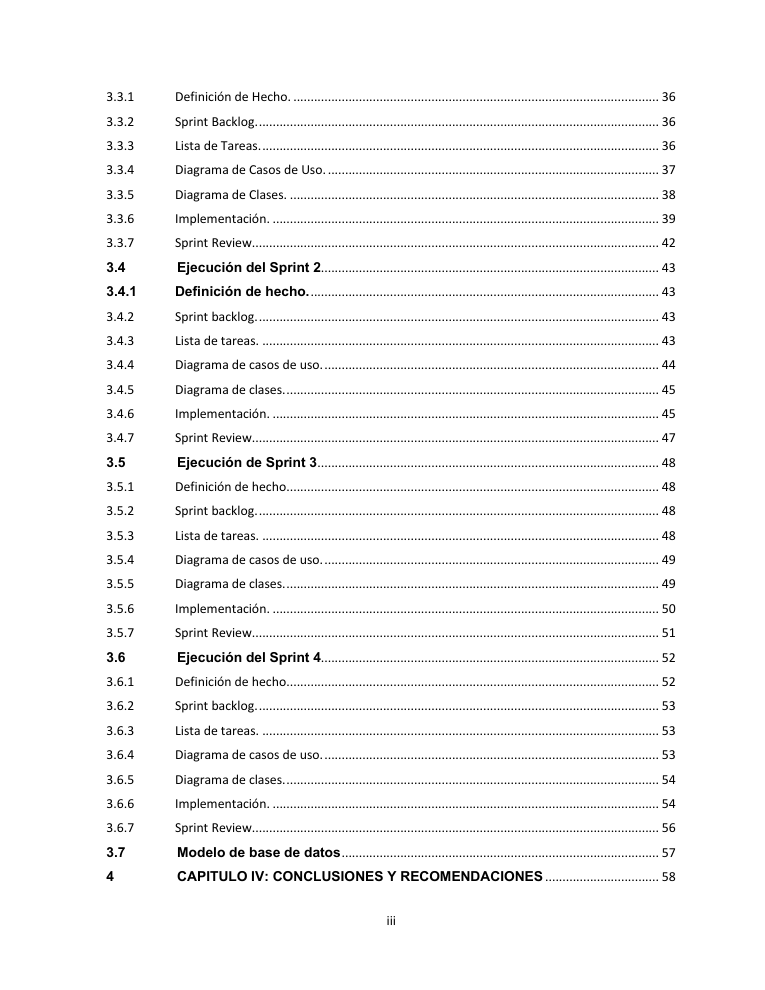 3.3.1 Definición de Hecho. ........ 36
3.3.2 Sprint Backlog. ........ 36
3.3.3 Lista de Tareas. ........ 36
3.3.4 Diagrama de Casos de Uso. ........ 37
3.3.5 Diagrama de Clases. ........ 38
3.3.6 Implementación. ........ 39
3.3.7 Sprint Review ........ 42
3.4 Ejecución del Sprint 2 ........ 43
3.4.1 Definición de hecho. ........ 43
3.4.2 Sprint backlog. ........ 43
3.4.3 Lista de tareas. ........ 43
3.4.4 Diagrama de casos de uso. ........ 44
3.4.5 Diagrama de clases. ........ 45
3.4.6 Implementación. ........ 45
3.4.7 Sprint Review ........ 47
3.5 Ejecución de Sprint 3 ........ 48
3.5.1 Definición de hecho ........ 48
3.5.2 Sprint backlog. ........ 48
3.5.3 Lista de tareas. ........ 48
3.5.4 Diagrama de casos de uso. ........ 49
3.5.5 Diagrama de clases. ........ 49
3.5.6 Implementación. ........ 50
3.5.7 Sprint Review ........ 51
3.6 Ejecución del Sprint 4 ........ 52
3.6.1 Definición de hecho ........ 52
3.6.2 Sprint backlog. ........ 53
3.6.3 Lista de tareas. ........ 53
3.6.4 Diagrama de casos de uso. ........ 53
3.6.5 Diagrama de clases. ........ 54
3.6.6 Implementación. ........ 54
3.6.7 Sprint Review ........ 56
3.7 Modelo de base de datos ........ 57
4 CAPITULO IV: CONCLUSIONES Y RECOMENDACIONES ........ 58
iii